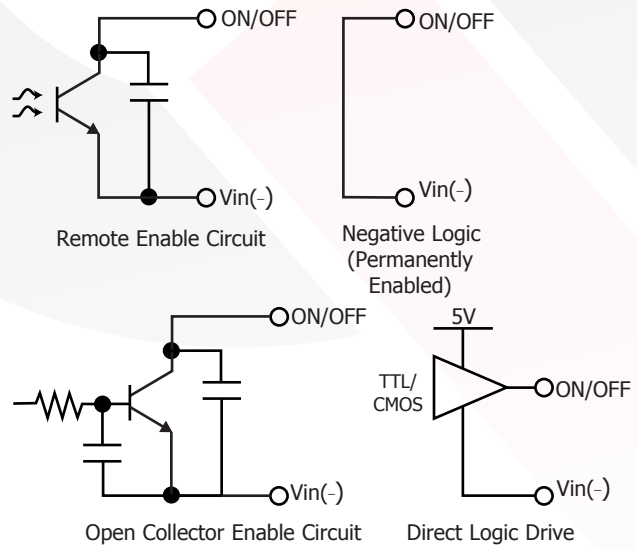 ON/OFF
Vin(-)
Remote Enable Circuit
ON/OFF
Vin(-)
Negative Logic
(Permanently
Enabled)
ON/OFF
Vin(-)
Open Collector Enable Circuit
5V
TTL/
CMOS
ON/OFF
Vin(-)
Direct Logic Drive